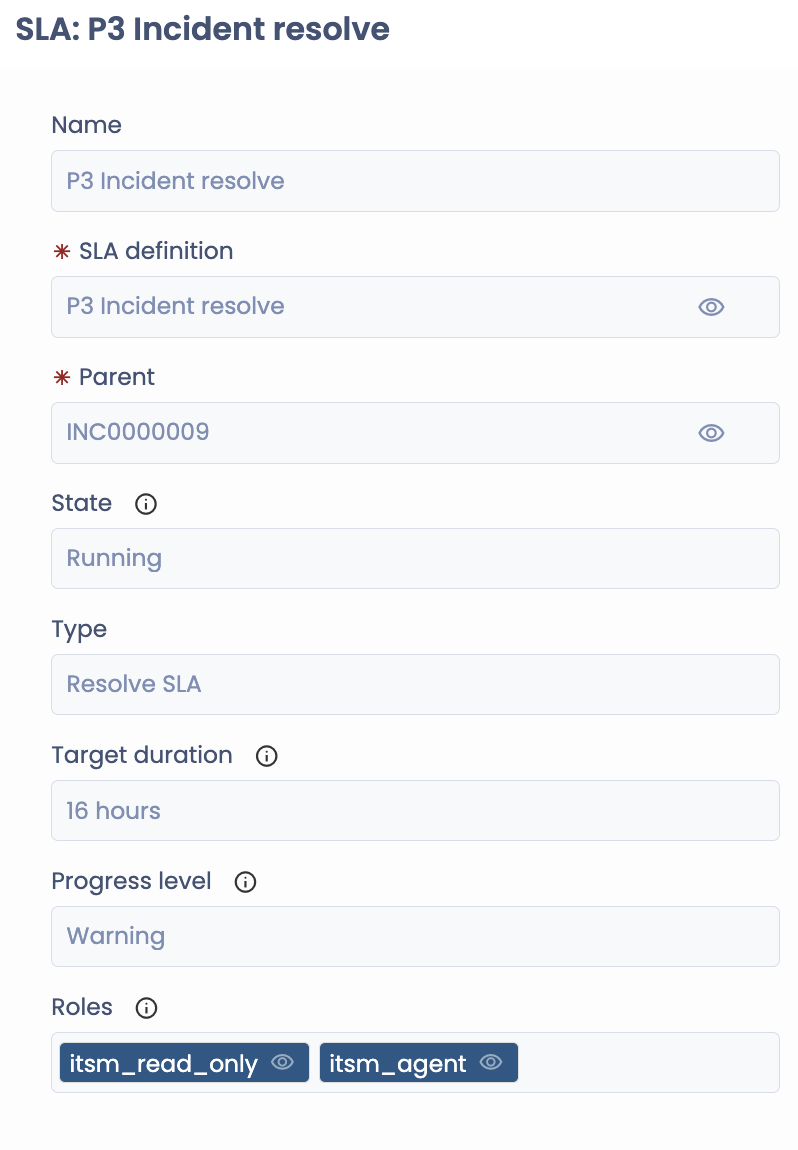 SLA: P3 Incident resolve
Name
P3 Incident resolve
* SLA definition
P3 Incident resolve
* Parent
INC0000009
State
Running
Type
Resolve SLA
Target duration
16 hours
Progress level
Warning
Roles
itsm_read_only itsm_agent